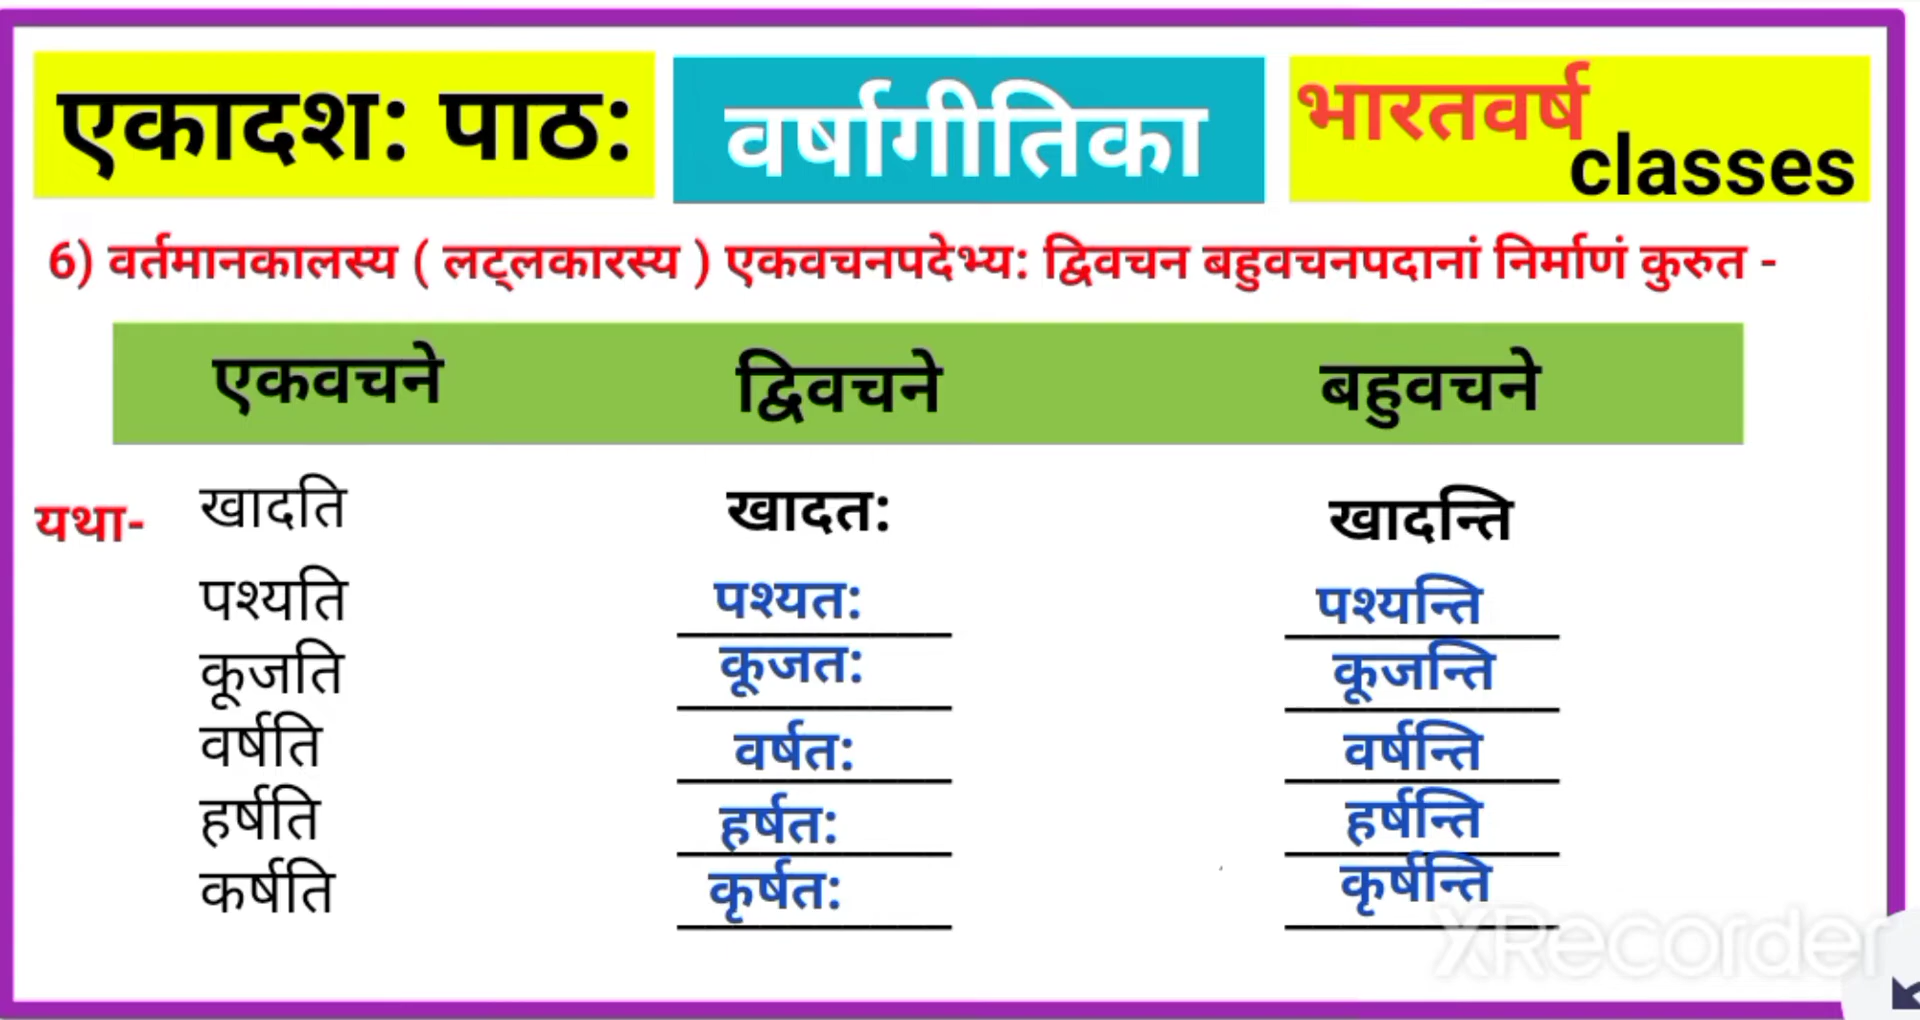 एकादश: पाठ: वर्षागीतिका भारतवर्ष classes
6) वर्तमानकालस्य ( लट्लकारस्य ) एकवचनपदेभ्य: द्विवचन बहुवचनपदानां निर्माणं कुरुत -
एकवचने द्विवचने बहुवचने
यथा- खादति खादत: खादन्ति
पश्यति पश्यत: पश्यन्ति
कूजति कूजत: कूजन्ति
वर्षति वर्षत: वर्षन्ति
हर्षति हर्षत: हर्षन्ति
कर्षति कृर्षत: कृर्षन्ति
XRecorder